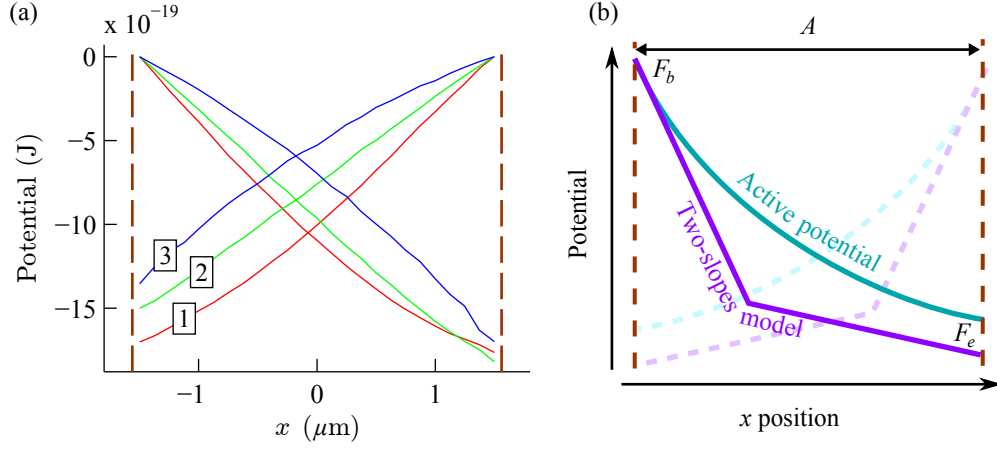 (a)
x 10⁻¹⁹
0
−5
−10
−15
Potential (J)
3
2
1
−1
0
1
x (μm)
(b)
A
F_b
Active potential
Two-slopes model
F_e
Potential
x position